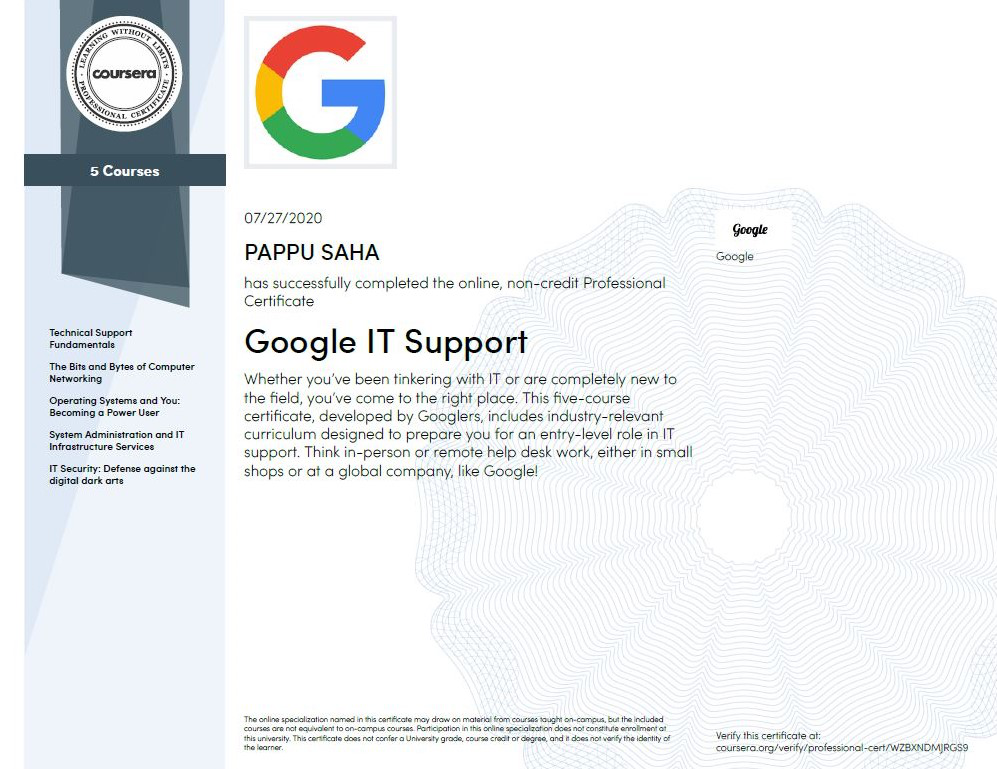 LEARNING WITHOUT LIMITS
coursera
PROFESSIONAL CERTIFICATE
5 Courses
Technical Support
Fundamentals
The Bits and Bytes of Computer
Networking
Operating Systems and You:
Becoming a Power User
System Administration and IT
Infrastructure Services
IT Security: Defense against the
digital dark arts
G
07/27/2020
PAPPU SAHA
has successfully completed the online, non-credit Professional
Certificate
Google IT Support
Whether you've been tinkering with IT or are completely new to
the field, you've come to the right place. This five-course
certificate, developed by Googlers, includes industry-relevant
curriculum designed to prepare you for an entry-level role in IT
support. Think in-person or remote help desk work, either in small
shops or at a global company, like Google!
Google
Google
The online specialization named in this certificate may draw on material from courses taught on-campus, but the included
courses are not equivalent to on-campus courses. Participation in this online specialization does not constitute enrollment at
this university. This certificate does not confer a University grade, course credit or degree, and it does not verify the identity of
the learner.
Verify this certificate at:
coursera.org/verify/professional-cert/WZBXNDMJRGS9